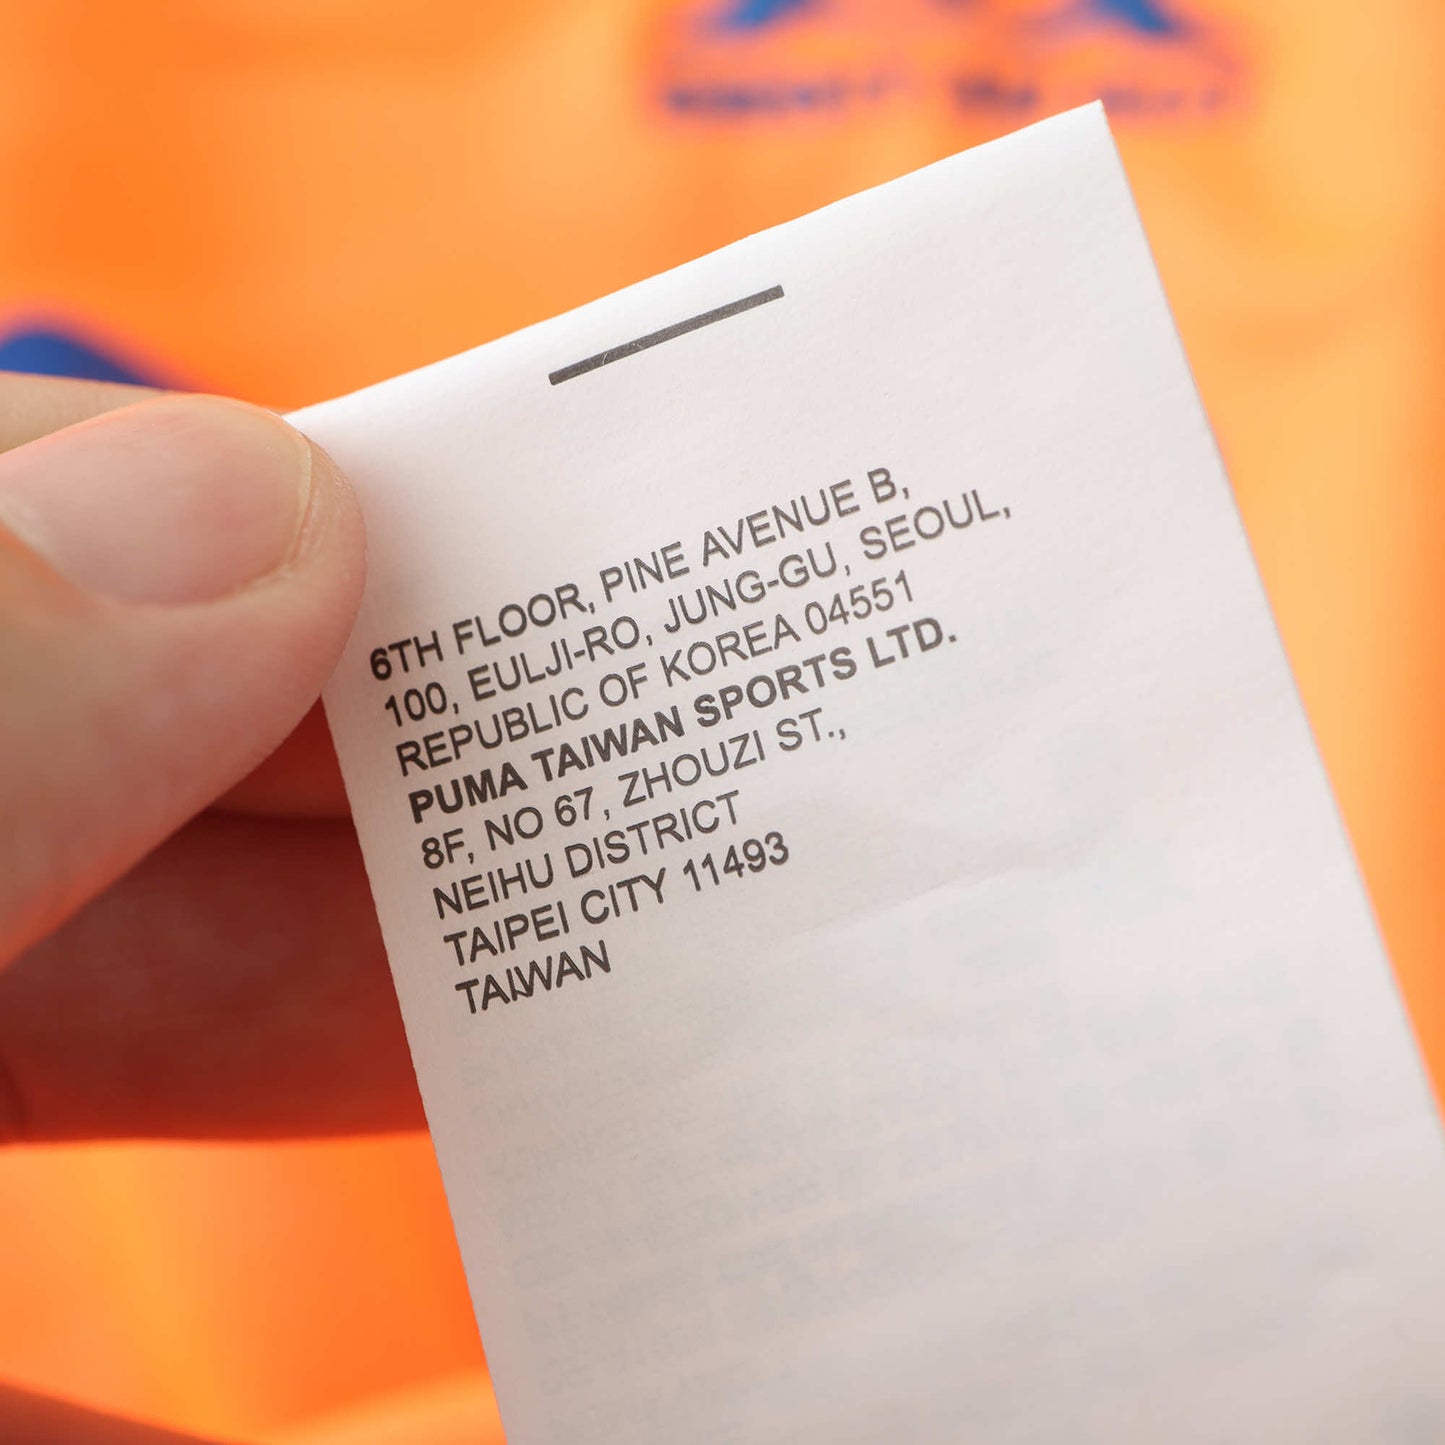 6TH FLOOR, PINE AVENUE B,
100, EULJI-RO, JUNG-GU, SEOUL,
REPUBLIC OF KOREA 04551
PUMA TAIWAN SPORTS LTD.
8F, NO 67, ZHOUZI ST.,
NEIHU DISTRICT
TAIPEI CITY 11493
TAIWAN